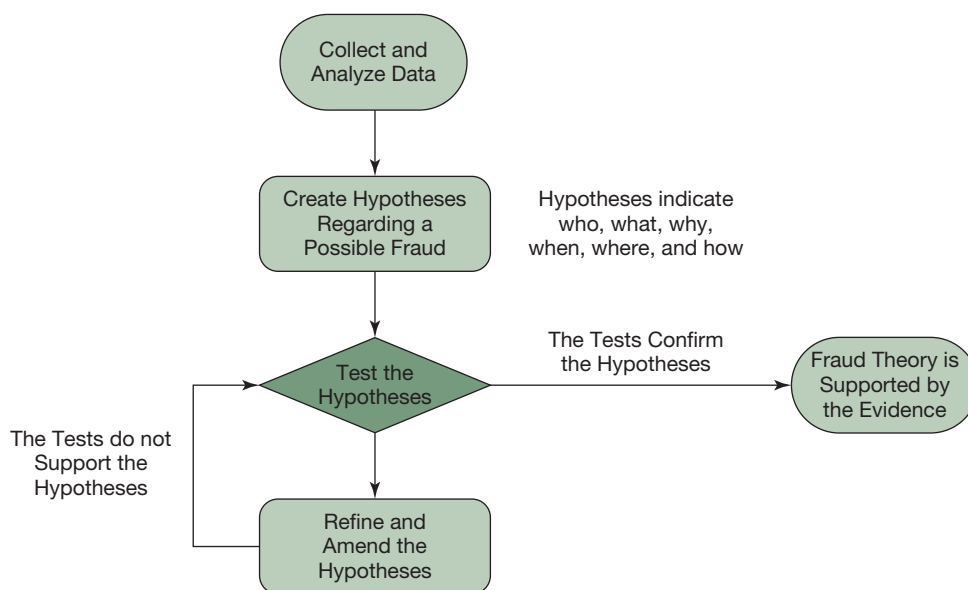 Collect and
Analyze Data
Create Hypotheses
Regarding a
Possible Fraud
Hypotheses indicate
who, what, why,
when, where, and how
Test the
Hypotheses
The Tests Confirm
the Hypotheses
Fraud Theory is
Supported by
the Evidence
The Tests do not
Support the
Hypotheses
Refine and
Amend the
Hypotheses